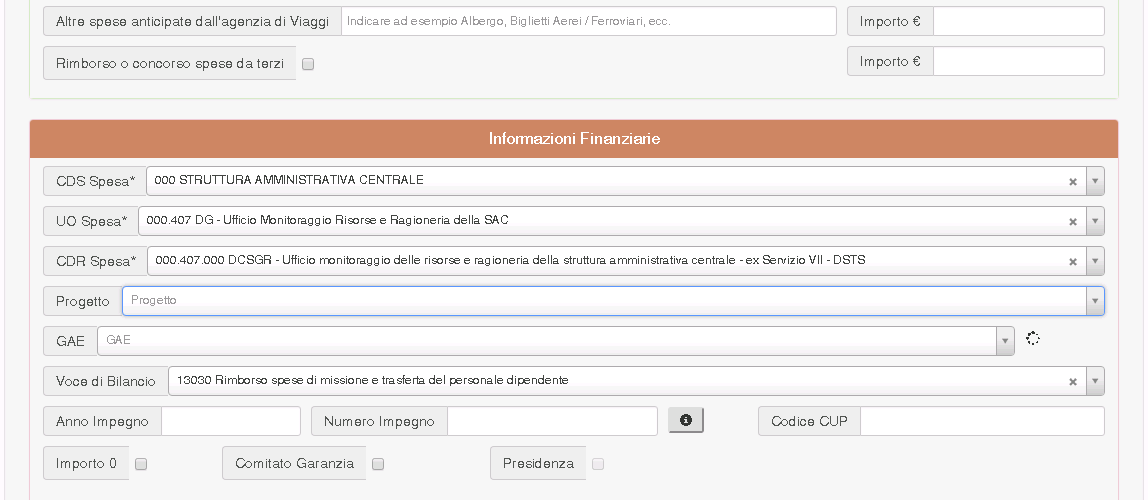 Altre spese anticipate dall'agenzia di Viaggi Indicare ad esempio Albergo, Biglietti Aerei / Ferroviari, ecc. Importo €
Rimborso o concorso spese da terzi Importo €
Informazioni Finanziarie
CDS Spesa* 000 STRUTTURA AMMINISTRATIVA CENTRALE
UO Spesa* 000.407 DG - Ufficio Monitoraggio Risorse e Ragioneria della SAC
CDR Spesa* 000.407.000 DCSGR - Ufficio monitoraggio delle risorse e ragioneria della struttura amministrativa centrale - ex Servizio VII - DSTS
Progetto Progetto
GAE GAE
Voce di Bilancio 13030 Rimborso spese di missione e trasferta del personale dipendente
Anno Impegno Numero Impegno Codice CUP
Importo 0 Comitato Garanzia Presidenza